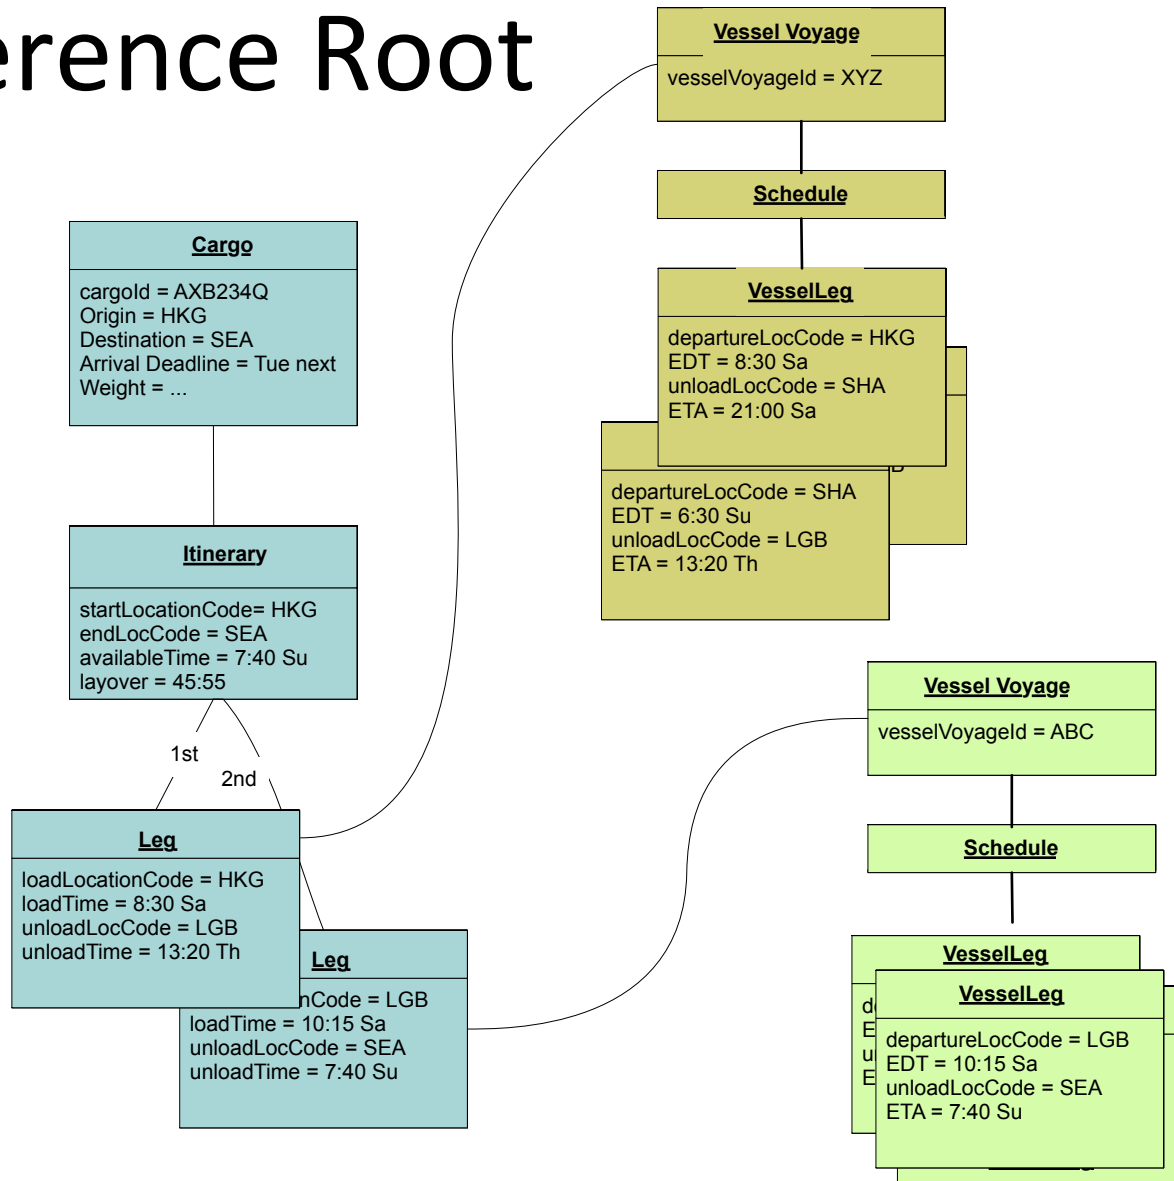 erence Root
Vessel Voyage
vesselVoyageId = XYZ
Schedule
VesselLeg
departureLocCode = HKG
EDT = 8:30 Sa
unloadLocCode = SHA
ETA = 21:00 Sa
departureLocCode = SHA
EDT = 6:30 Su
unloadLocCode = LGB
ETA = 13:20 Th
Cargo
cargoId = AXB234Q
Origin = HKG
Destination = SEA
Arrival Deadline = Tue next
Weight = ...
Itinerary
startLocationCode= HKG
endLocCode = SEA
availableTime = 7:40 Su
layover = 45:55
1st
2nd
Leg
loadLocationCode = HKG
loadTime = 8:30 Sa
unloadLocCode = LGB
unloadTime = 13:20 Th
Leg
nCode = LGB
loadTime = 10:15 Sa
unloadLocCode = SEA
unloadTime = 7:40 Su
Vessel Voyage
vesselVoyageId = ABC
Schedule
VesselLeg
VesselLeg
departureLocCode = LGB
EDT = 10:15 Sa
unloadLocCode = SEA
ETA = 7:40 Su